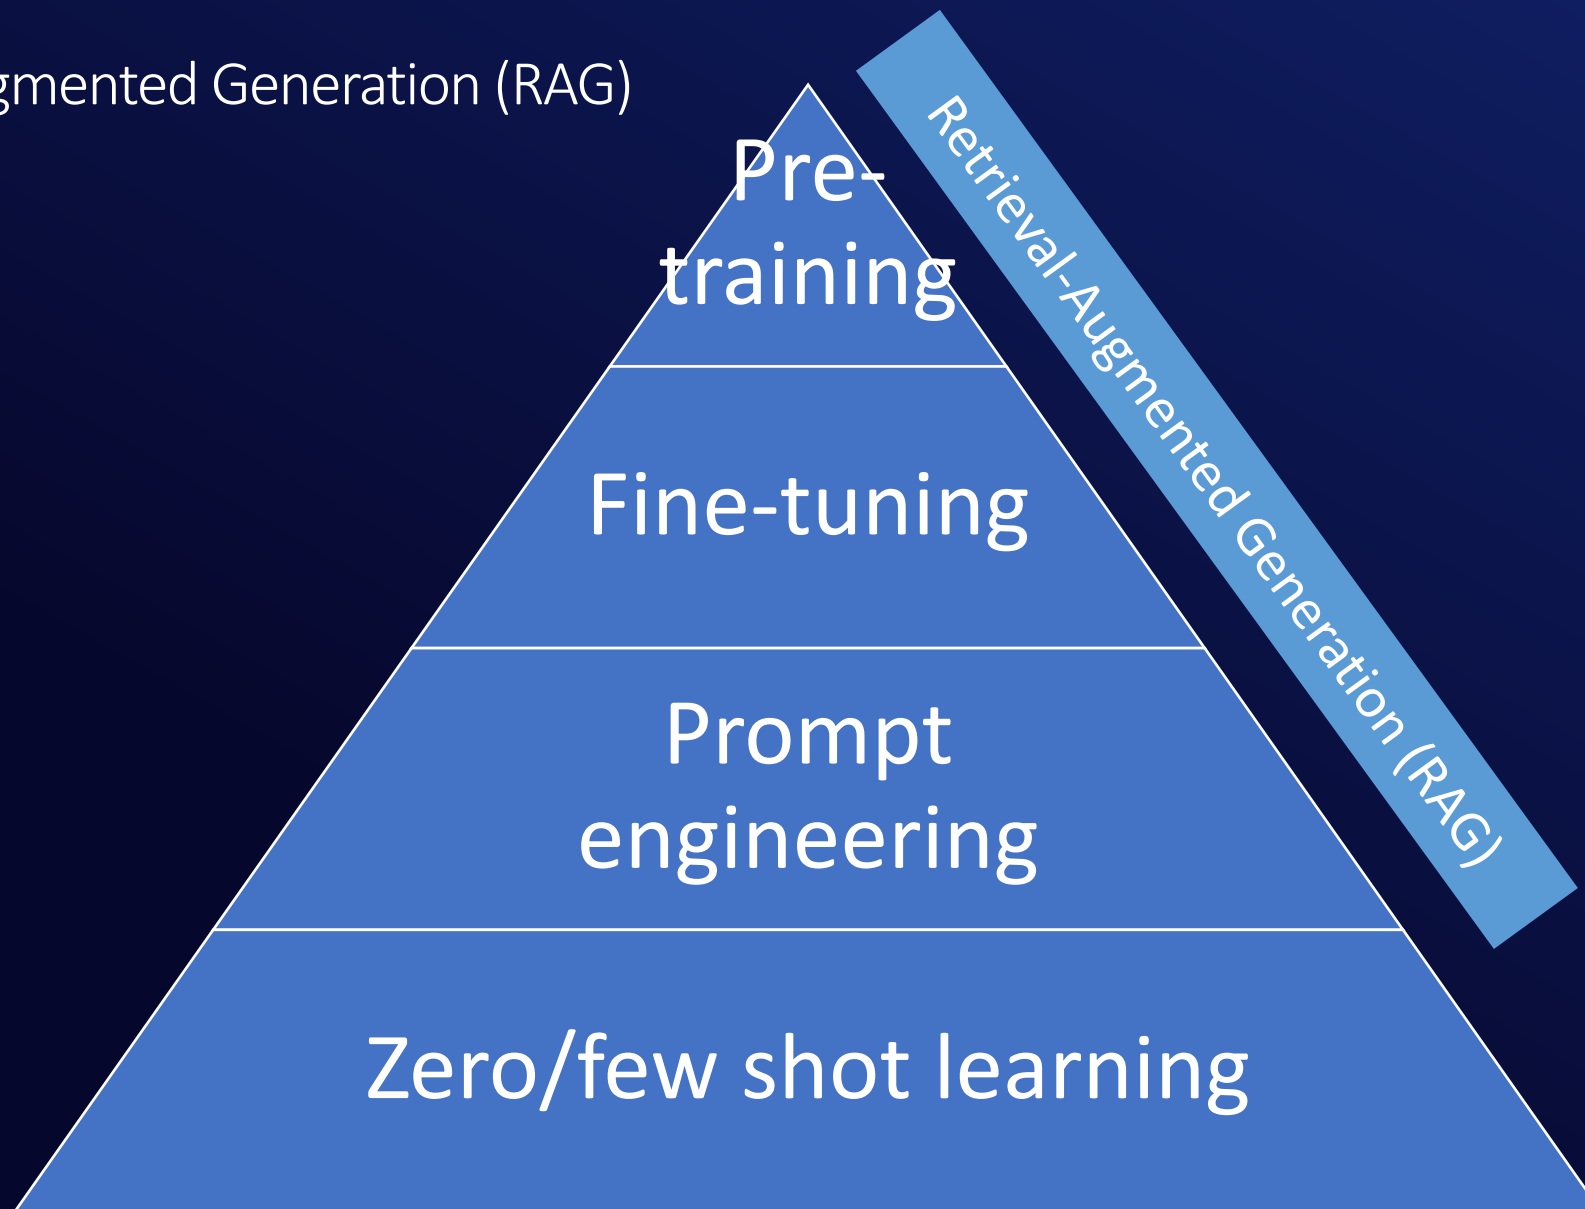 gmented Generation (RAG)
Pre-
training
Fine-tuning
Prompt
engineering
Zero/few shot learning
Retrieval-Augmented Generation (RAG)